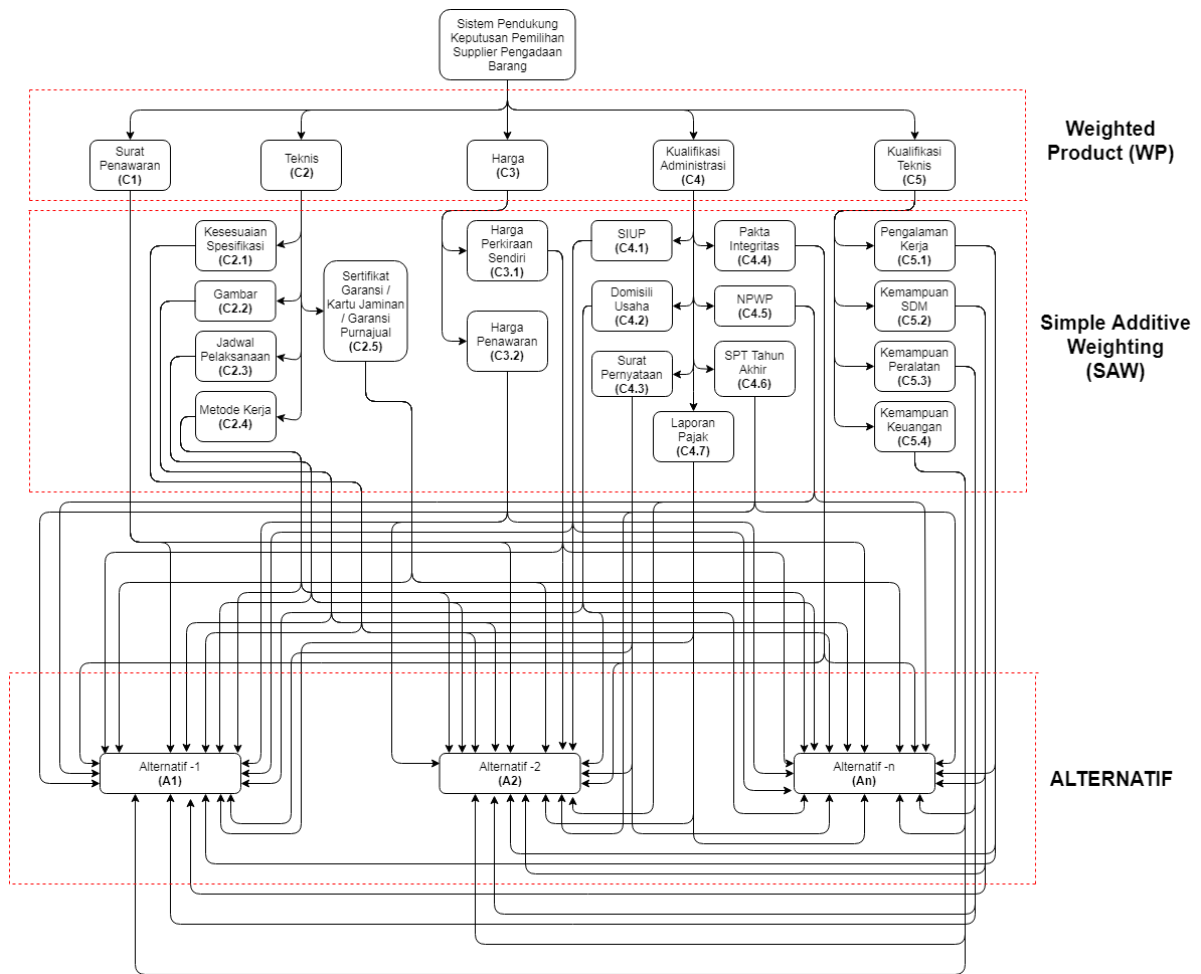 Sistem Pendukung
Keputusan Pemilihan
Supplier Pengadaan
Barang
Weighted
Product (WP)
Surat
Penawaran
(C1)
Teknis
(C2)
Harga
(C3)
Kualifikasi
Administrasi
(C4)
Kualifikasi
Teknis
(C5)
Kesesuaian
Spesifikasi
(C2.1)
Gambar
(C2.2)
Jadwal
Pelaksanaan
(C2.3)
Metode Kerja
(C2.4)
Sertifikat
Garansi /
Kartu Jaminan
/ Garansi
Purnajual
(C2.5)
Harga
Perkiraan
Sendiri
(C3.1)
Harga
Penawaran
(C3.2)
SIUP
(C4.1)
Domisili
Usaha
(C4.2)
Surat
Pernyataan
(C4.3)
Pakta
Integritas
(C4.4)
NPWP
(C4.5)
SPT Tahun
Akhir
(C4.6)
Laporan
Pajak
(C4.7)
Pengalaman
Kerja
(C5.1)
Kemampuan
SDM
(C5.2)
Kemampuan
Peralatan
(C5.3)
Kemampuan
Keuangan
(C5.4)
Simple Additive
Weighting
(SAW)
Alternatif -1
(A1)
Alternatif -2
(A2)
Alternatif -n
(An)
ALTERNATIF